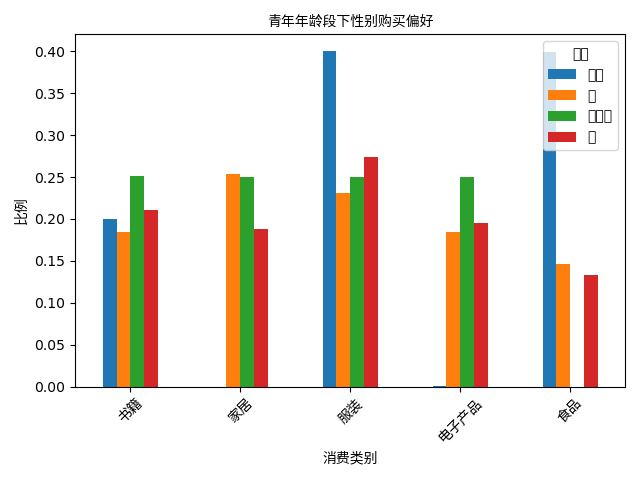 青年年龄段下性别购买偏好
0.40
0.35
0.30
0.25
0.20
0.15
0.10
0.05
0.00
比例
书籍
家居
服装
电子产品
食品
消费类别